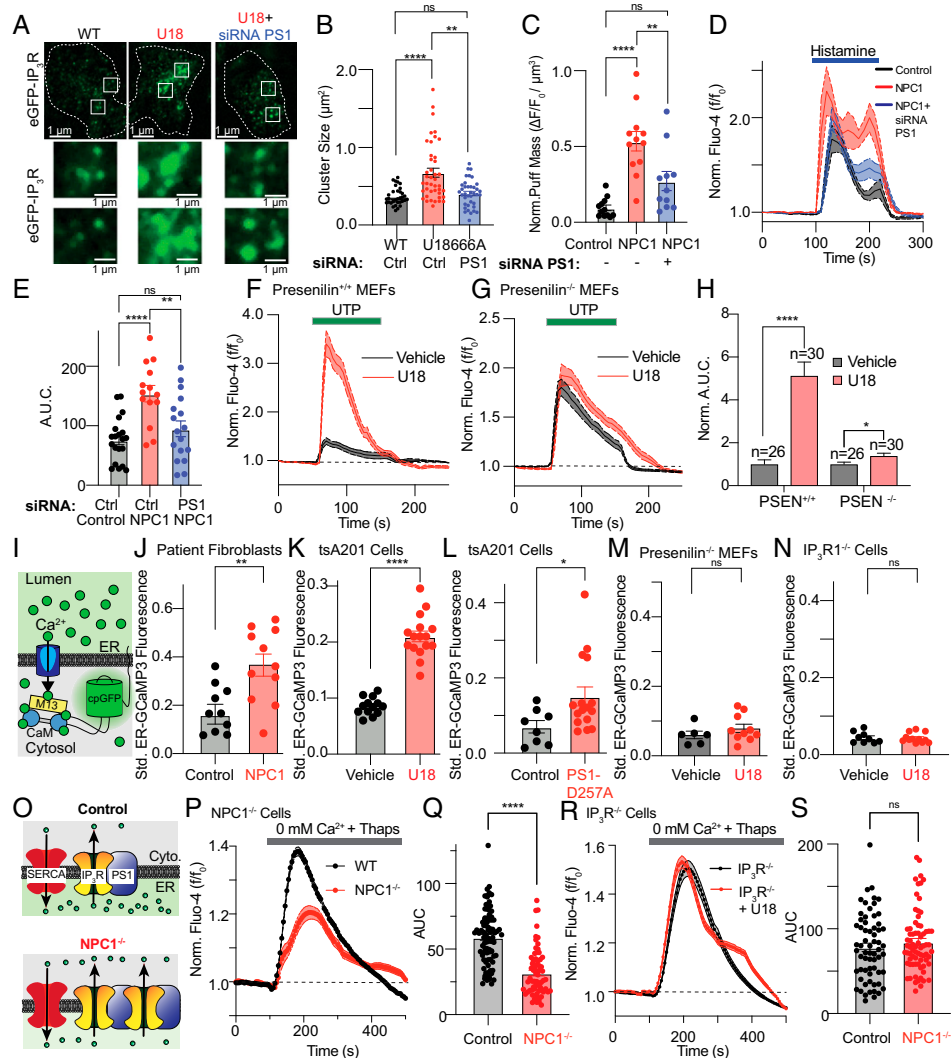 A
WT
U18
U18+
siRNA PS1
eGFP-IP3R
1 μm
1 μm
1 μm
eGFP-IP3R
1 μm
1 μm
1 μm
1 μm
1 μm
1 μm
B
ns
****
**
Cluster Size (μm²)
2.0
1.5
1.0
0.5
0.0
WT
U18666A
siRNA:
Ctrl
Ctrl
PS1
C
ns
****
**
Norm.Puff Mass (ΔF/F0/ μm³)
1.0
0.5
0.0
Control
NPC1
NPC1
siRNA PS1:
-
-
+
D
Histamine
Control
NPC1
NPC1+
siRNA
PS1
Norm. Fluo-4 (f/f0)
2.5
2.0
1.5
1.0
0
100
200
300
Time (s)
E
ns
****
**
A.U.C.
200
100
0
siRNA:
Ctrl
Ctrl
PS1
Control
NPC1
NPC1
F
Presenilin+/+ MEFs
UTP
Vehicle
U18
Norm. Fluo-4 (f/f0)
4.0
3.0
2.0
1.0
0
100
200
Time (s)
G
Presenilin-/- MEFs
UTP
Vehicle
U18
Norm. Fluo-4 (f/f0)
2.5
2.0
1.5
1.0
0
100
200
Time (s)
H
Vehicle
U18
****
*
n=30
n=26
n=26
n=30
Norm. A.U.C.
8
6
4
2
0
PSEN+/+
PSEN -/-
I
Lumen
Ca2+
ER
M13
cpGFP
CaM
Cytosol
J
Patient Fibroblasts
**
Std. ER-GCaMP3 Fluorescence
0.6
0.4
0.2
0.0
Control
NPC1
K
tsA201 Cells
****
Std. ER-GCaMP3 Fluorescence
0.3
0.2
0.1
0.0
Vehicle
U18
L
tsA201 Cells
*
Std. ER-GCaMP3 Fluorescence
0.4
0.2
0.0
Control
PS1-
D257A
M
Presenilin-/- MEFs
ns
Std. ER-GCaMP3 Fluorescence
0.4
0.2
0.0
Vehicle
U18
N
IP3R1-/- Cells
ns
Std. ER-GCaMP3 Fluorescence
0.4
0.2
0.0
Vehicle
U18
O
Control
Cyto.
SERCA
IP3R
PS1
ER
NPC1-/-
P
NPC1-/- Cells
0 mM Ca2+ + Thaps
WT
NPC1-/-
Norm. Fluo-4 (f/f0)
1.4
1.2
1.0
0
200
400
Time (s)
Q
****
AUC
100
50
0
Control
NPC1-/-
R
IP3R-/- Cells
0 mM Ca2+ + Thaps
IP3R-/-
IP3R-/-
+ U18
Norm. Fluo-4 (f/f0)
1.6
1.4
1.2
1.0
0
200
400
Time (s)
S
ns
AUC
200
150
100
50
0
Control
NPC1-/-